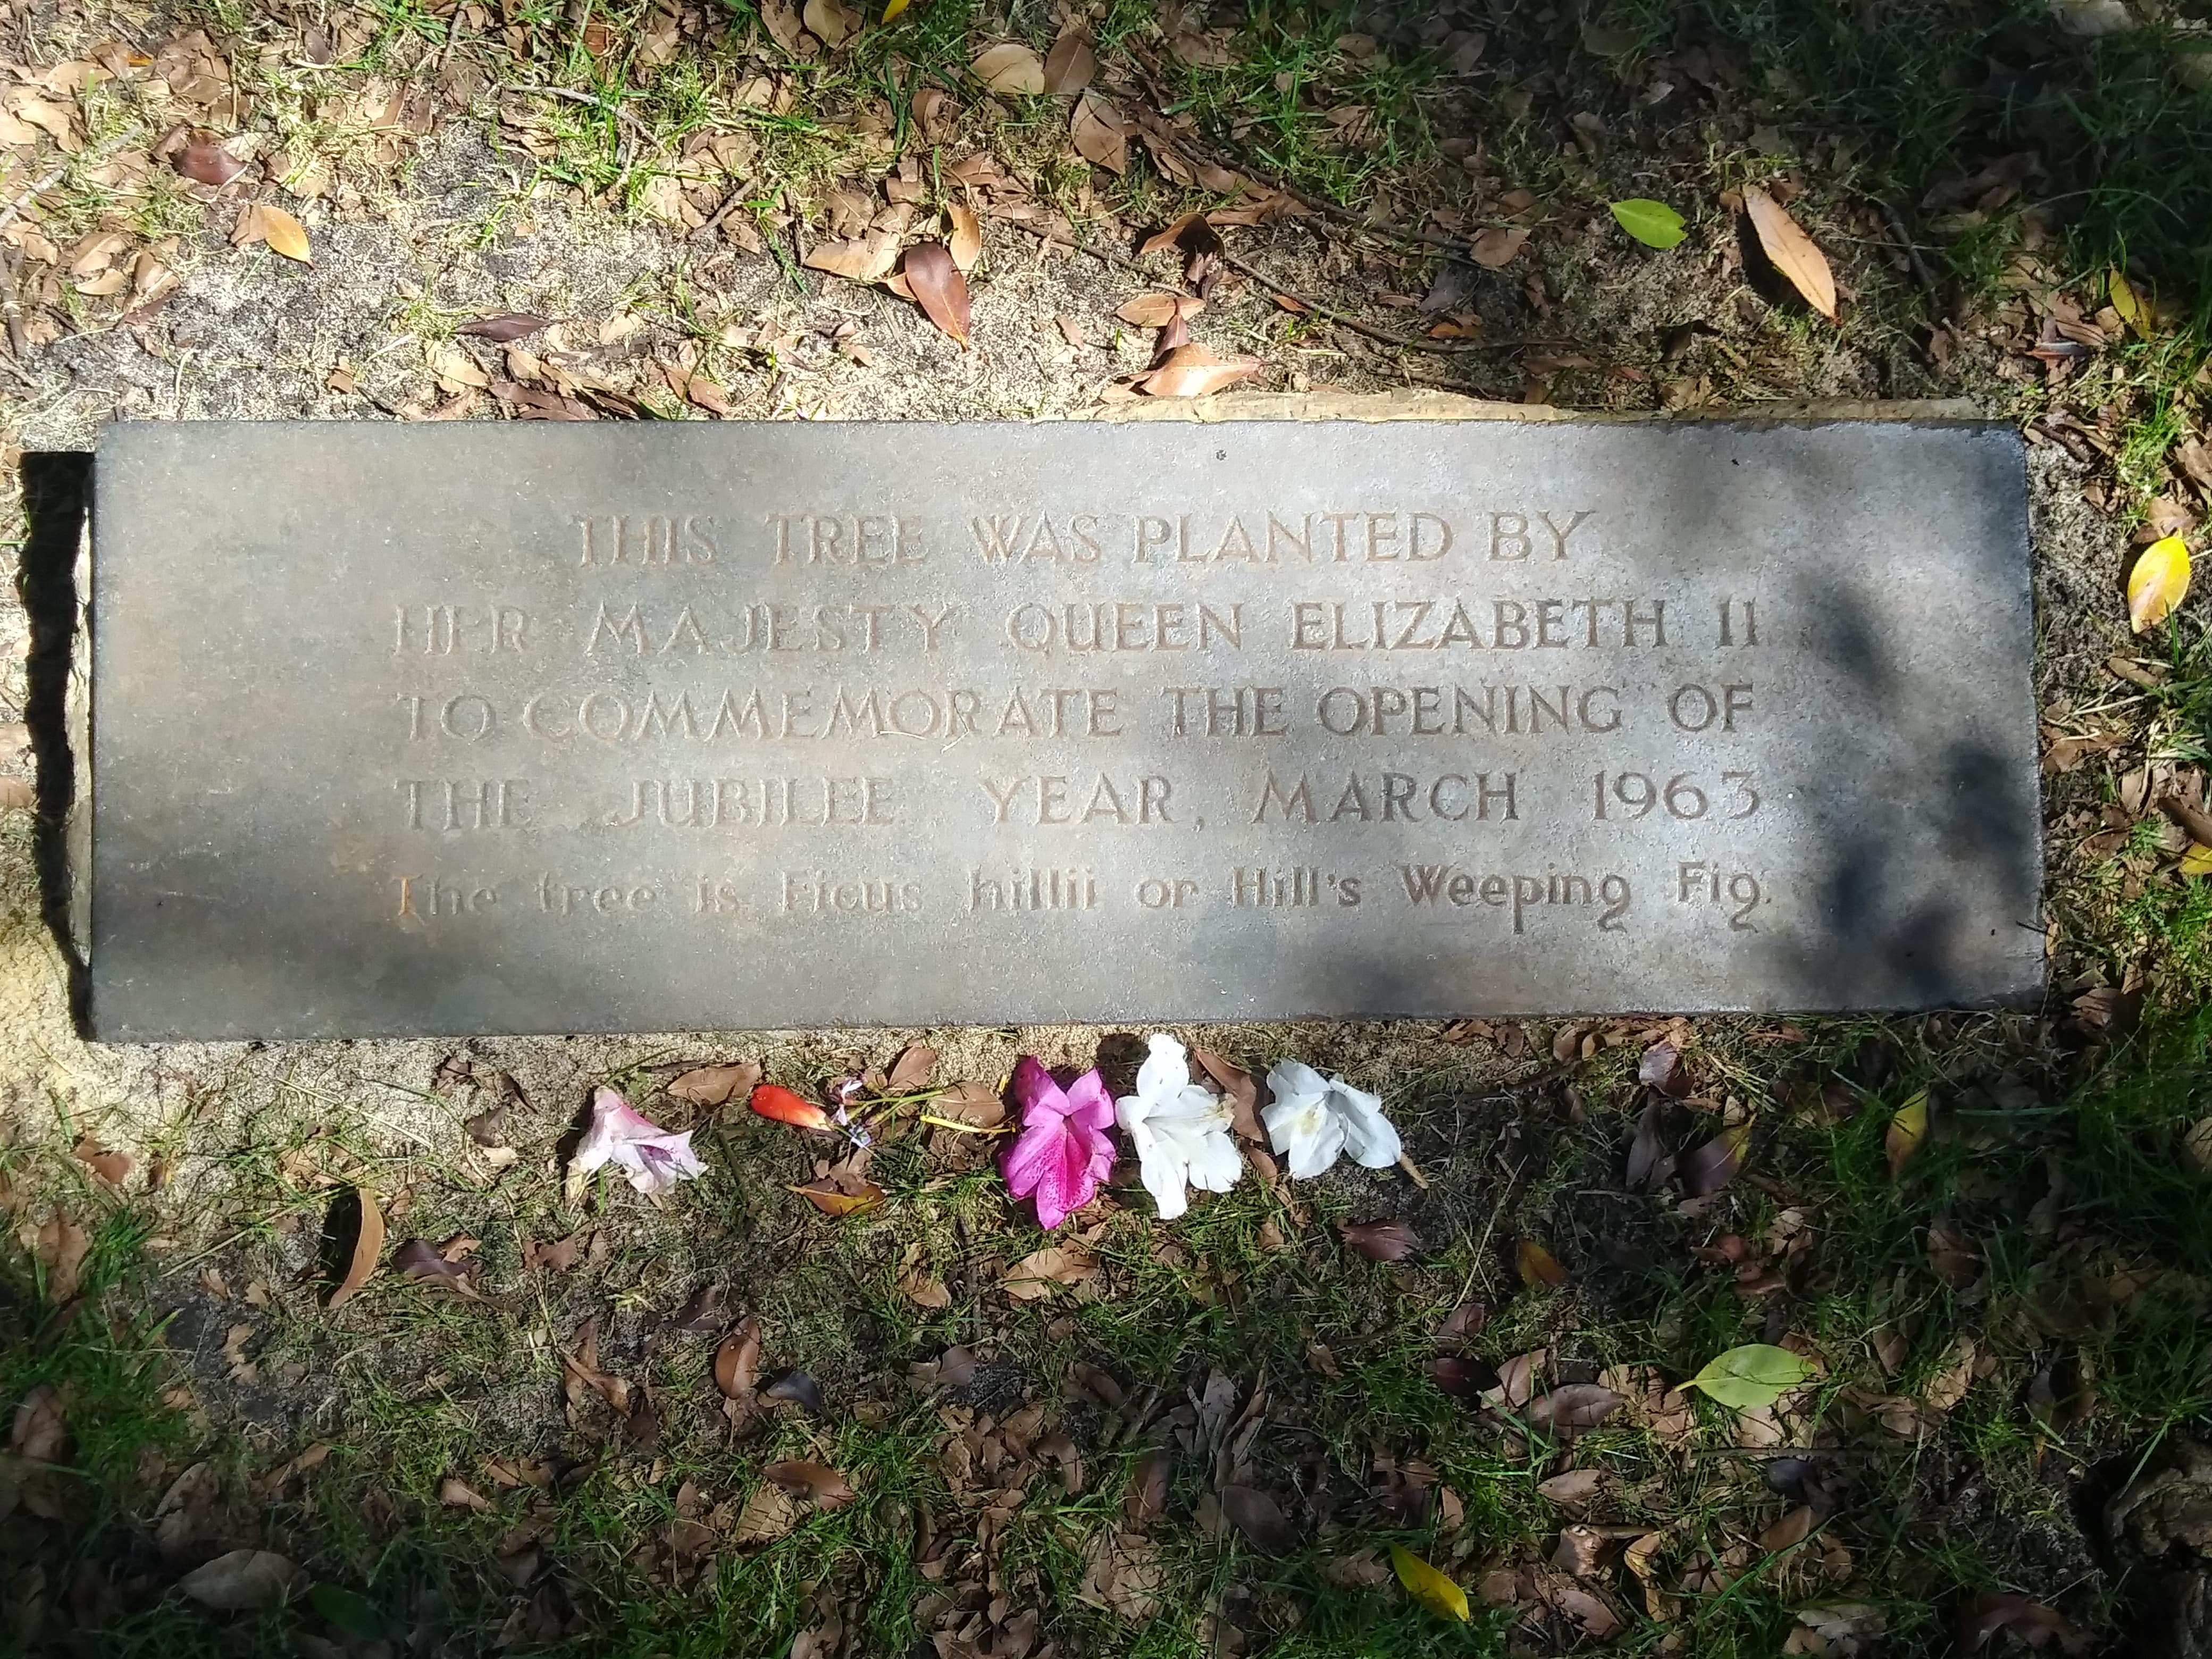 THIS TREE WAS PLANTED BY
HER MAJESTY QUEEN ELIZABETH II
TO COMMEMORATE THE OPENING OF
THE JUBILEE YEAR, MARCH 1963
The tree is Ficus hillii or Hill's Weeping Fig.